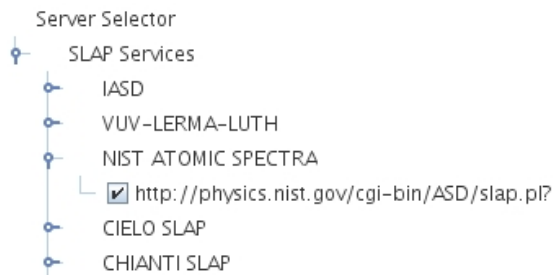 Server Selector
SLAP Services
IASD
VUV-LERMA-LUTH
NIST ATOMIC SPECTRA
http://physics.nist.gov/cgi-bin/ASD/slap.pl?
CIELO SLAP
CHIANTI SLAP